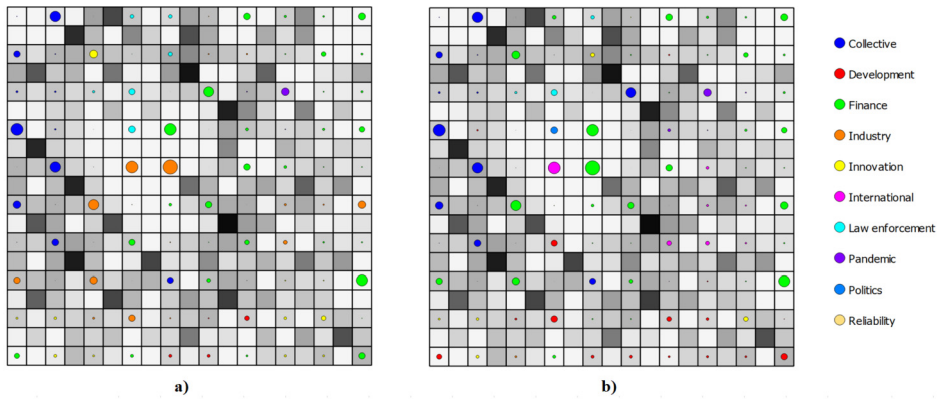 Collective
Development
Finance
Industry
Innovation
International
Law enforcement
Pandemic
Politics
Reliability
a)
b)